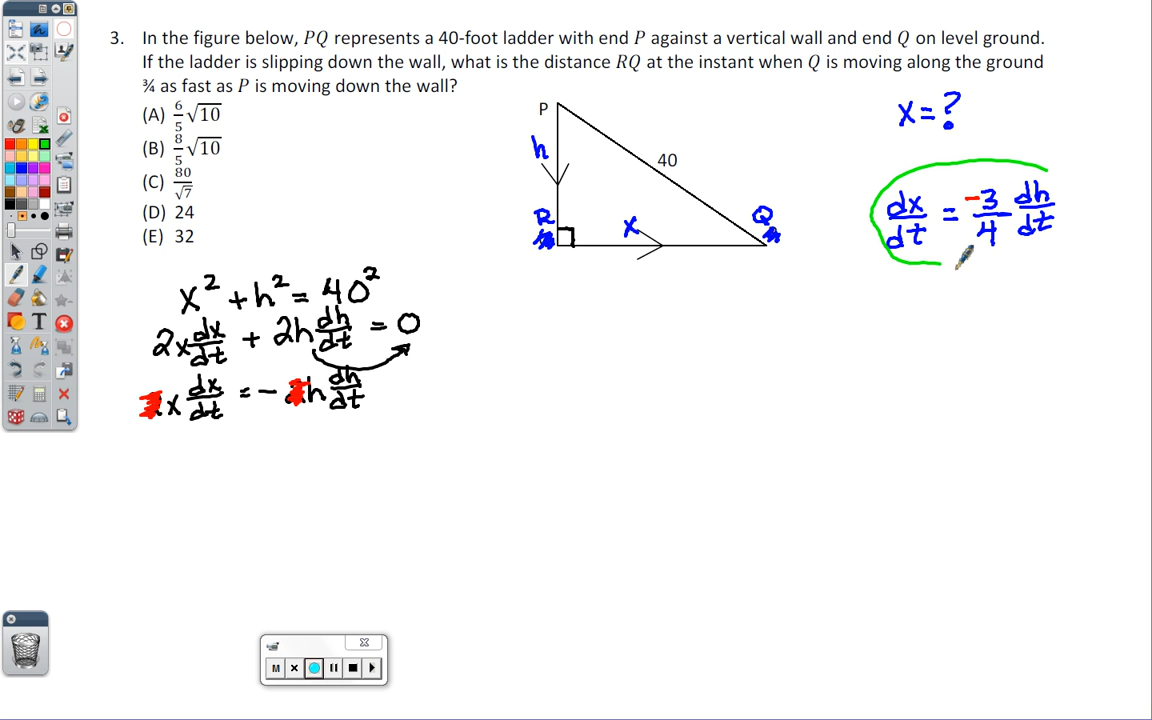 3. In the figure below, PQ represents a 40-foot ladder with end P against a vertical wall and end Q on level ground.
If the ladder is slipping down the wall, what is the distance RQ at the instant when Q is moving along the ground
¾ as fast as P is moving down the wall?
(A) 6/5 √10
(B) 8/5 √10
(C) 80/√7
(D) 24
(E) 32
P
h
40
R
x
Q
x = ?
dx/dt = -3/4 dh/dt
x² + h² = 40²
2x dx/dt + 2h dh/dt = 0
2x dx/dt = - 2h dh/dt
T
M